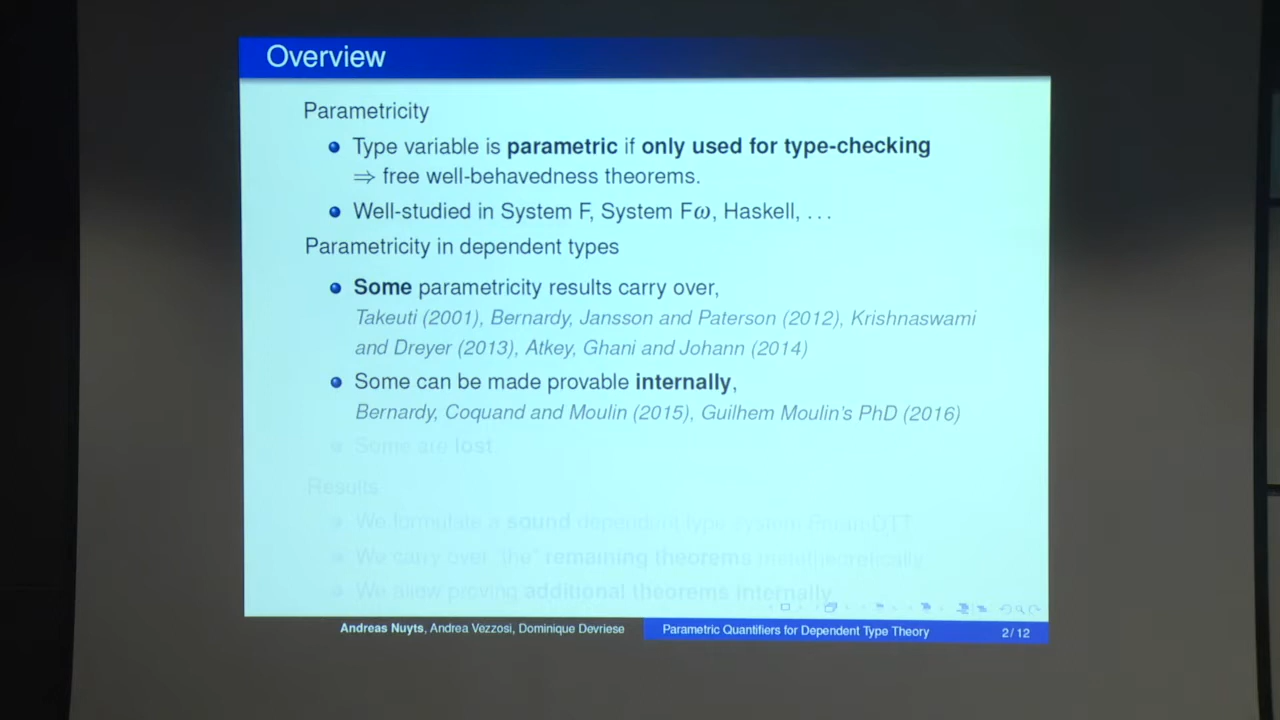 Overview
Parametricity
Type variable is parametric if only used for type-checking
⇒ free well-behavedness theorems.
Well-studied in System F, System Fω, Haskell, ...
Parametricity in dependent types
Some parametricity results carry over,
Takeuti (2001), Bernardy, Jansson and Paterson (2012), Krishnaswami
and Dreyer (2013), Atkey, Ghani and Johann (2014)
Some can be made provable internally,
Bernardy, Coquand and Moulin (2015), Guilhem Moulin's PhD (2016)
Some are lost.
Results
We formulate a sound dependent type system
We carry over 'the' remaining theorems metatheoretically
We allow proving additional theorems internally
Andreas Nuyts, Andrea Vezzosi, Dominique Devriese
Parametric Quantifiers for Dependent Type Theory
2/12